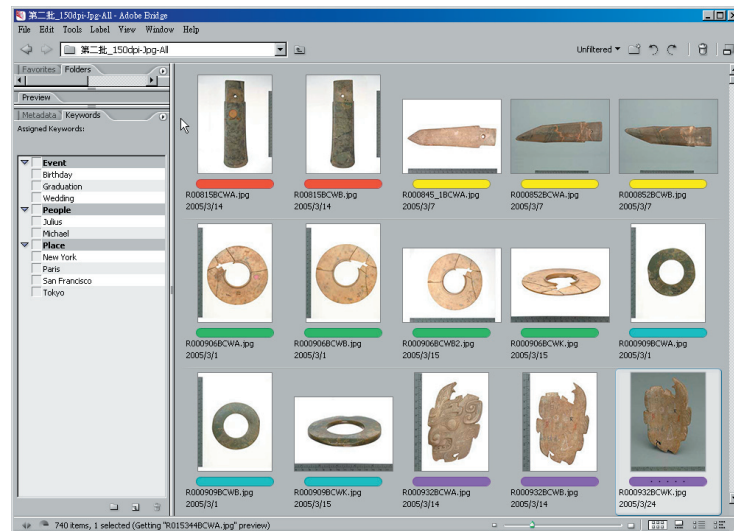 第二批_150dpi-Jpg-All - Adobe Bridge
File Edit Tools Label View Window Help
第二批_150dpi-Jpg-All
Unfiltered
Favorites Folders
Preview
Metadata Keywords
Assigned Keywords:
Event
Birthday
Graduation
Wedding
People
Julius
Michael
Place
New York
Paris
San Francisco
Tokyo
R00815BCWA.jpg R00815BCWB.jpg R000845_1BCWA.jpg R000852BCWA.jpg R000852BCWB.jpg
2005/3/14 2005/3/14 2005/3/7 2005/3/7 2005/3/7
R000906BCWA.jpg R000906BCWB.jpg R000906BCWB2.jpg R000906BCWK.jpg R000909BCWA.jpg
2005/3/1 2005/3/1 2005/3/15 2005/3/15 2005/3/1
R000909BCWB.jpg R000909BCWK.jpg R000932BCWA.jpg R000932BCWB.jpg R000932BCWK.jpg
2005/3/1 2005/3/15 2005/3/14 2005/3/14 2005/3/24
740 items, 1 selected (Getting "R015344BCWA.jpg" preview)